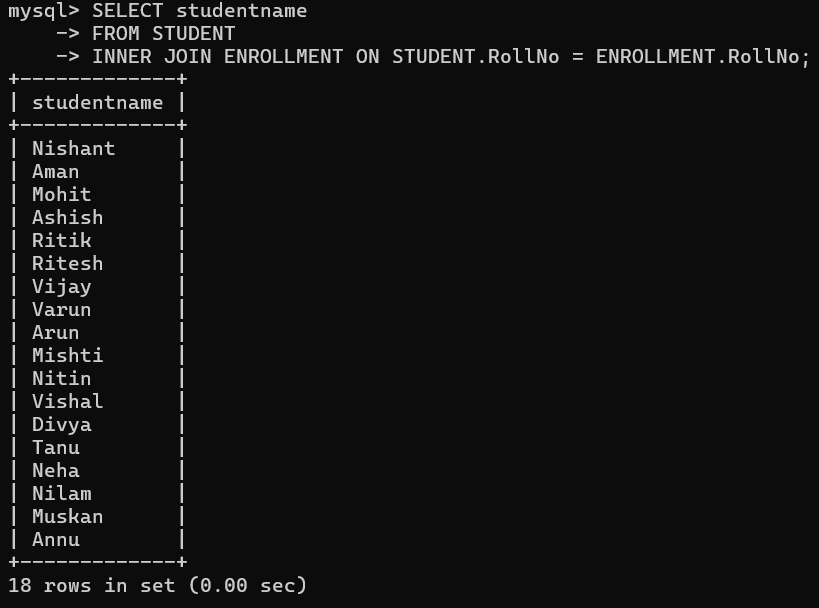 mysql> SELECT studentname
    -> FROM STUDENT
    -> INNER JOIN ENROLLMENT ON STUDENT.RollNo = ENROLLMENT.RollNo;
+-------------+
| studentname |
+-------------+
| Nishant     |
| Aman        |
| Mohit       |
| Ashish      |
| Ritik       |
| Ritesh      |
| Vijay       |
| Varun       |
| Arun        |
| Mishti      |
| Nitin       |
| Vishal      |
| Divya       |
| Tanu        |
| Neha        |
| Nilam       |
| Muskan      |
| Annu        |
+-------------+
18 rows in set (0.00 sec)